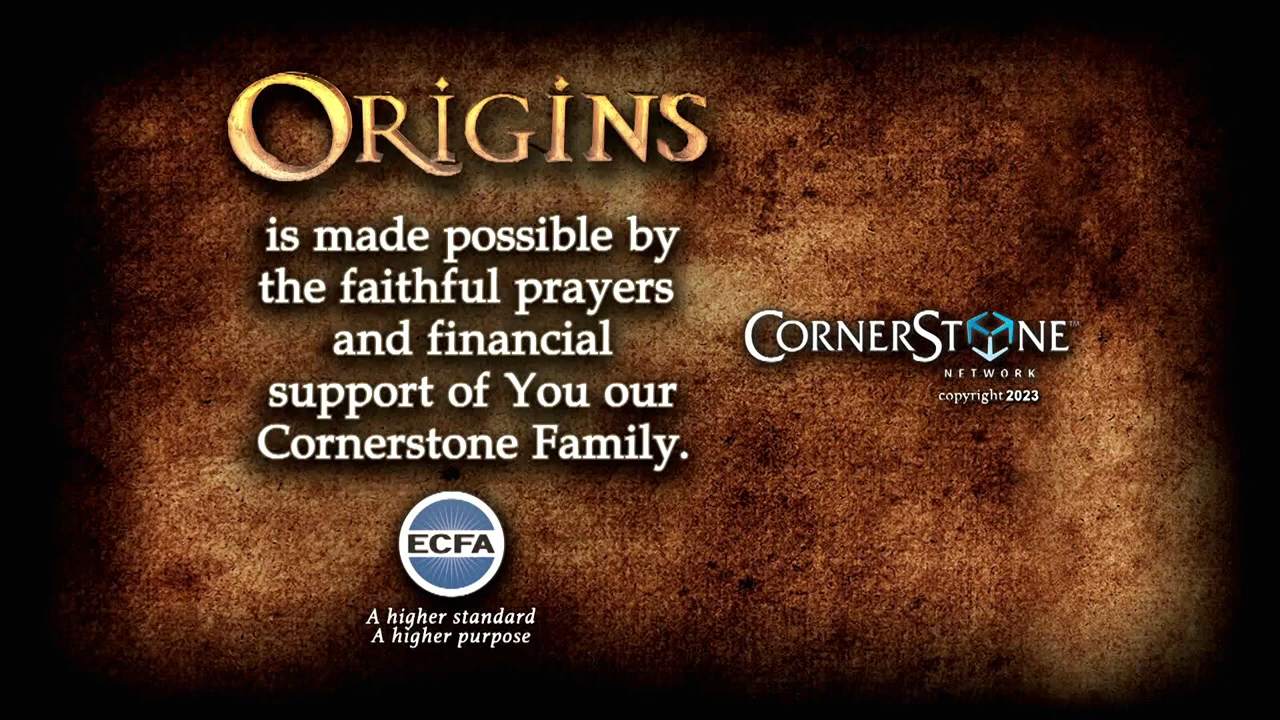 ORIGINS
is made possible by
the faithful prayers
and financial
support of You our
Cornerstone Family.
ECFA
A higher standard
A higher purpose
CORNERSTONE™
NETWORK
copyright 2023